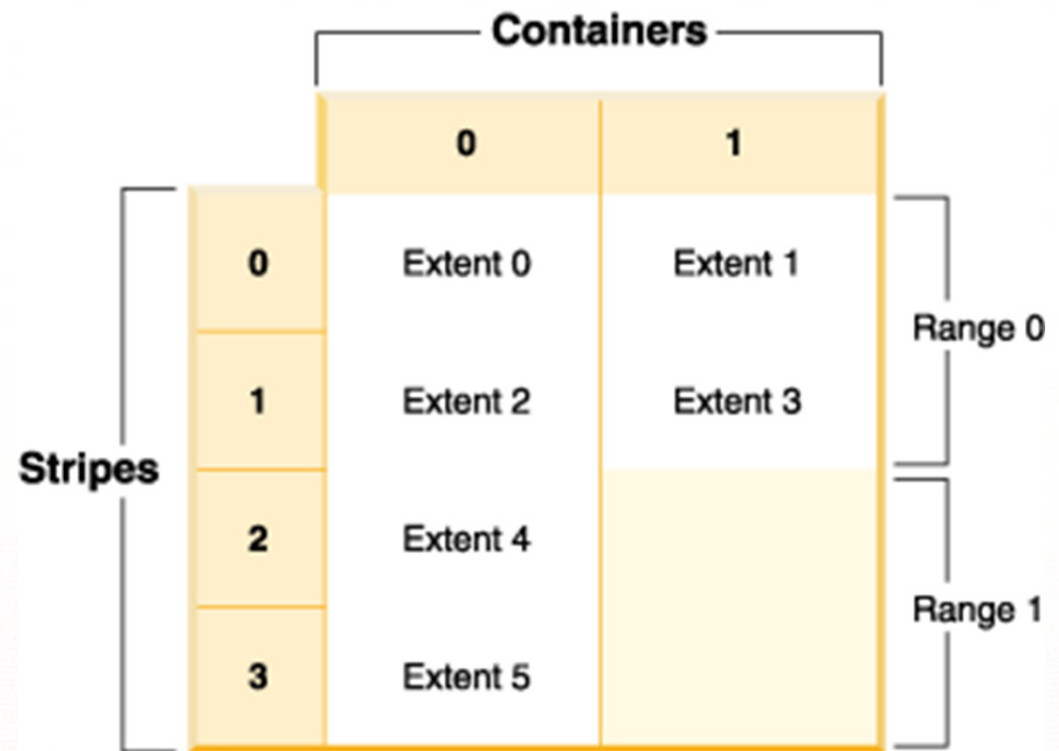 Containers
0 1
0 Extent 0 Extent 1
Range 0
1 Extent 2 Extent 3
Stripes
2 Extent 4
Range 1
3 Extent 5